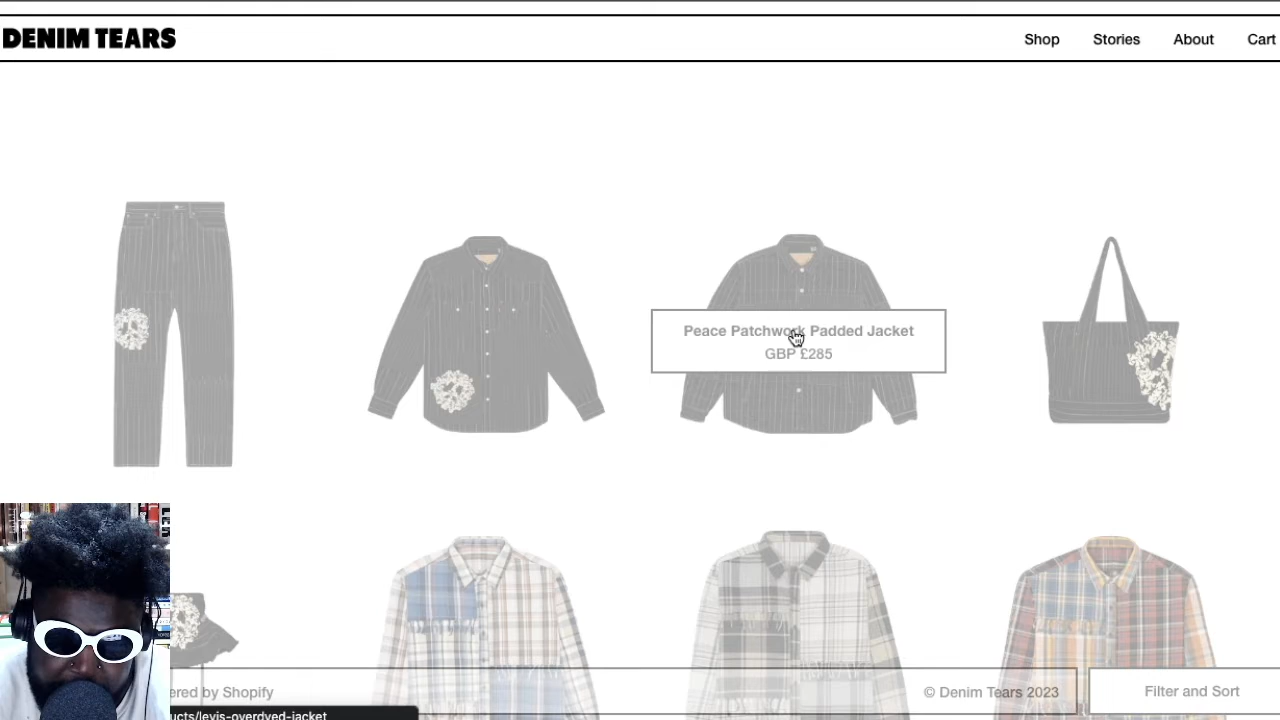 DENIM TEARS
Shop
Stories
About
Cart
Peace Patchwork Padded Jacket
GBP £285
ered by Shopify
© Denim Tears 2023
Filter and Sort
ucts/levis-overdyed-jacket